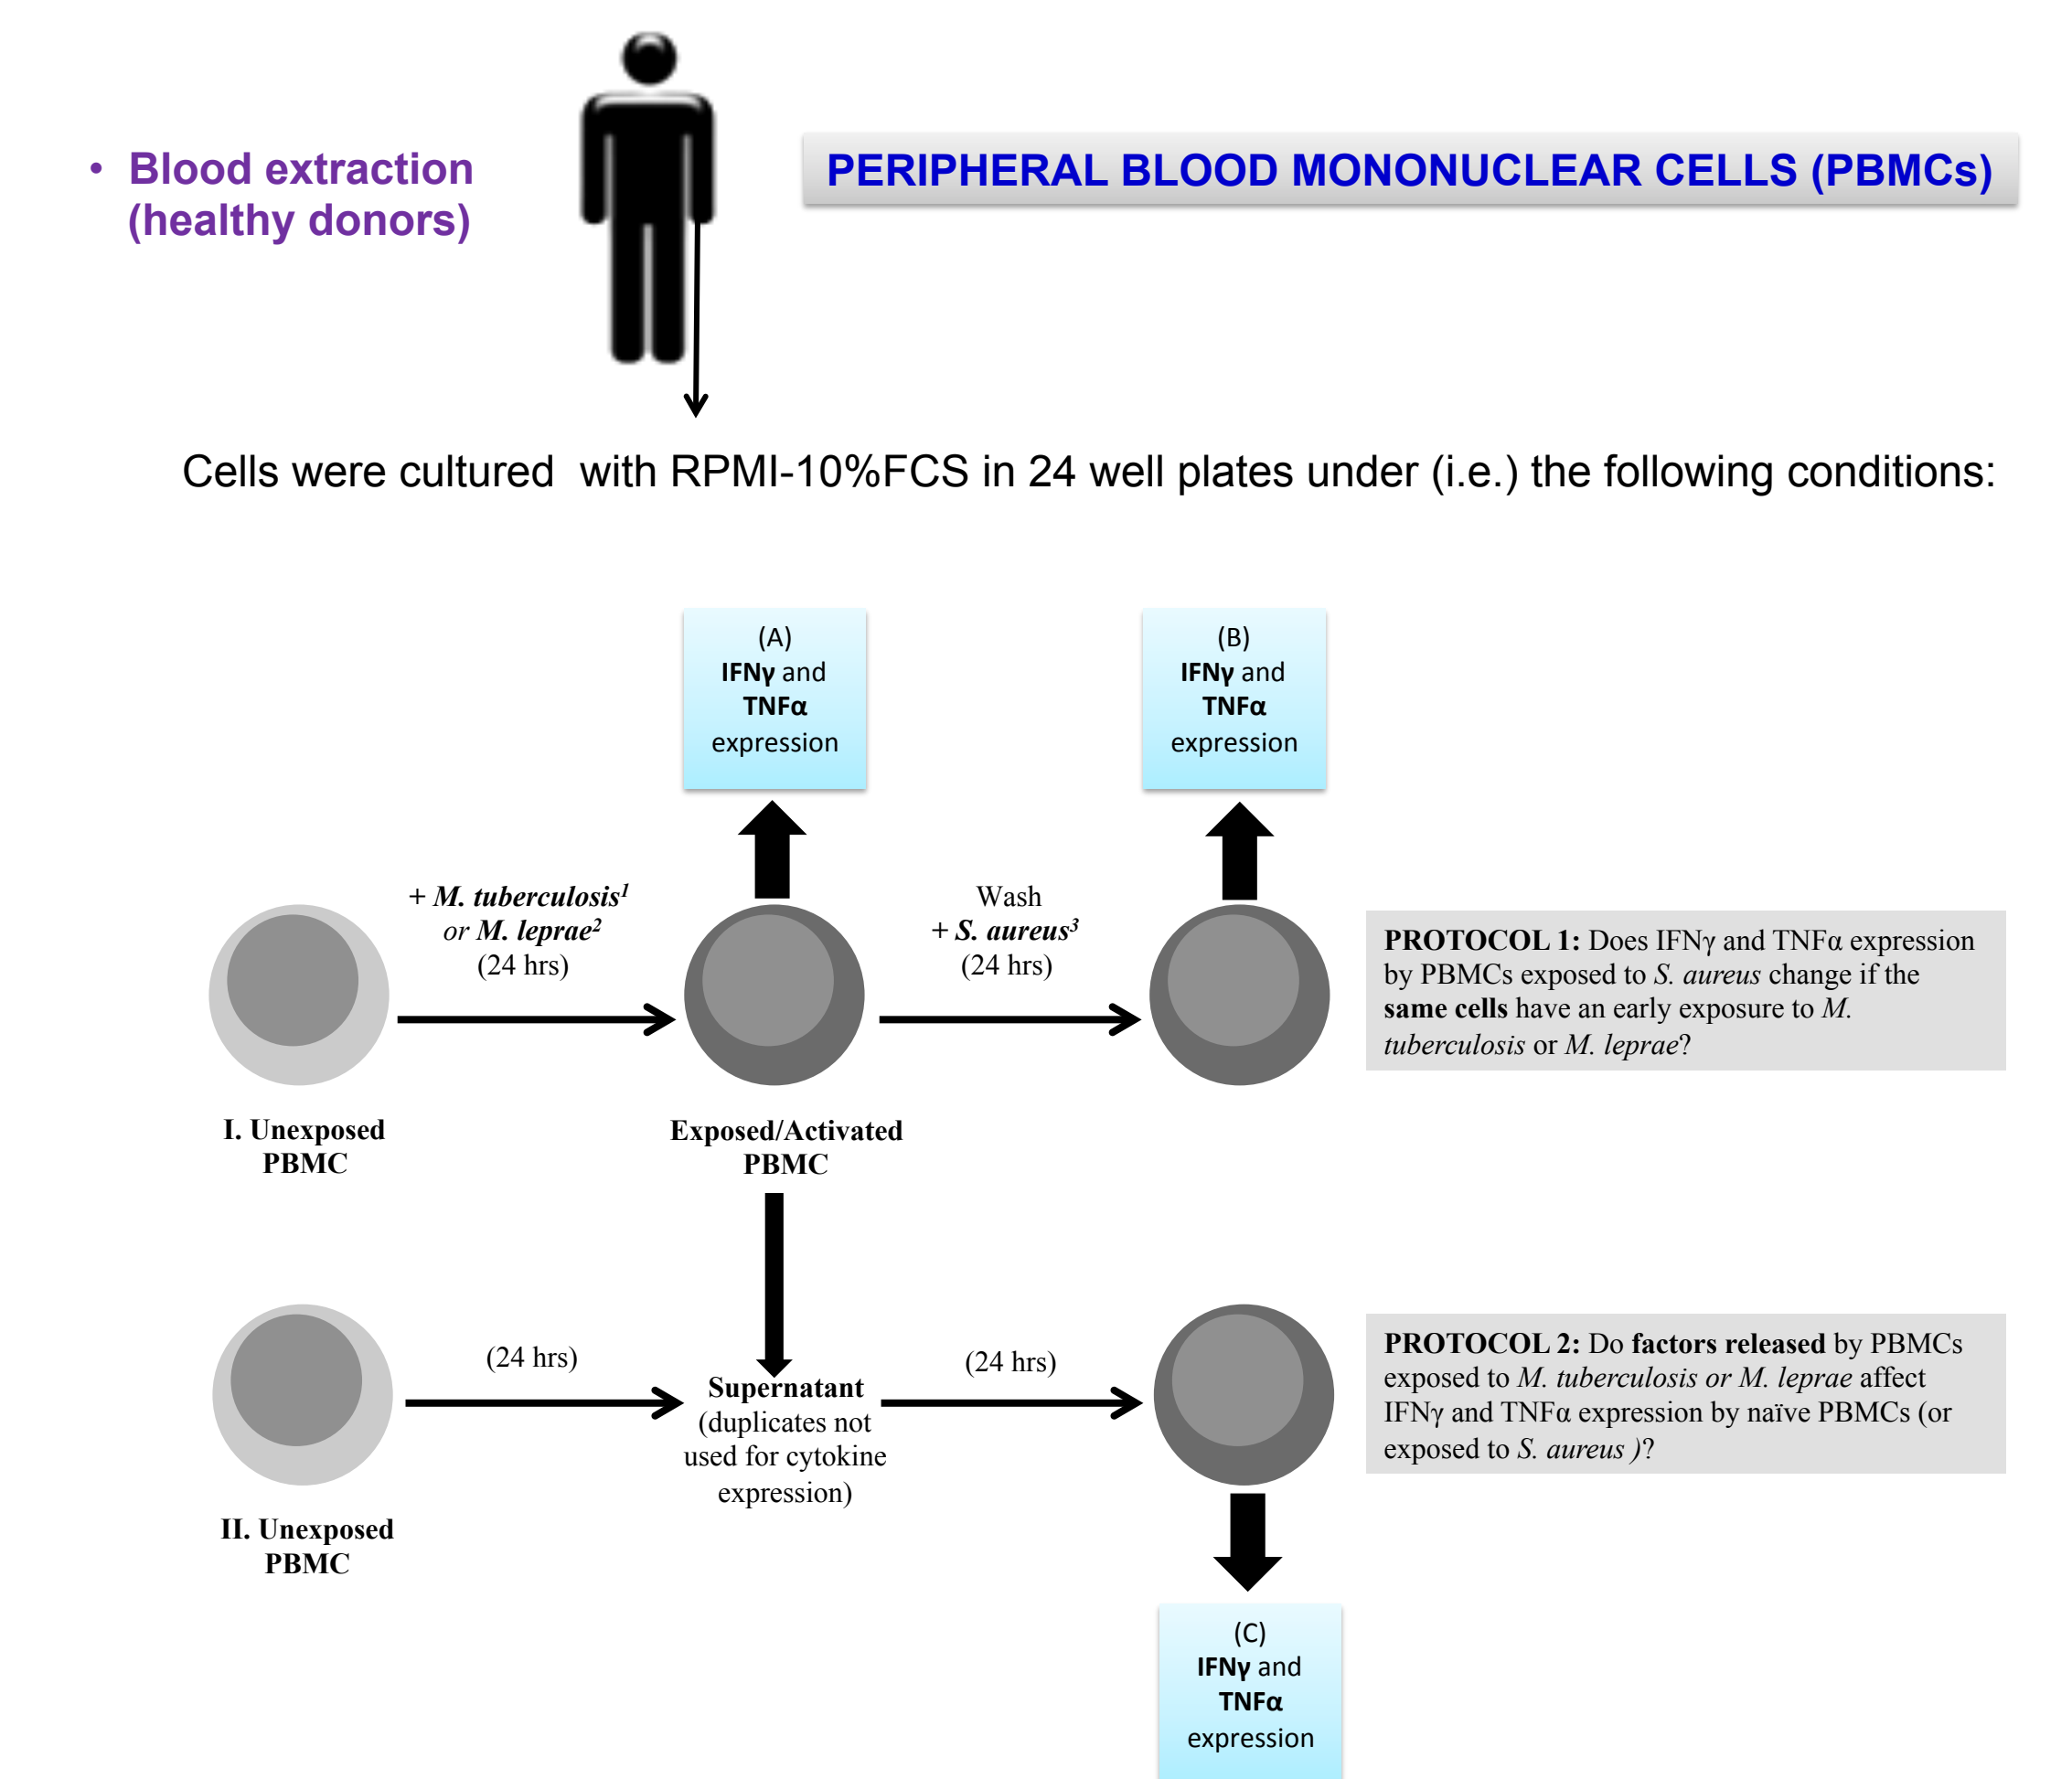 • Blood extraction
(healthy donors)
PERIPHERAL BLOOD MONONUCLEAR CELLS (PBMCs)
Cells were cultured  with RPMI-10%FCS in 24 well plates under (i.e.) the following conditions:
(A)
IFNγ and
TNFα
expression
(B)
IFNγ and
TNFα
expression
+ M. tuberculosis¹
or M. leprae²
(24 hrs)
Wash
+ S. aureus³
(24 hrs)
PROTOCOL 1: Does IFNγ and TNFα expression
by PBMCs exposed to S. aureus change if the
same cells have an early exposure to M.
tuberculosis or M. leprae?
I. Unexposed
PBMC
Exposed/Activated
PBMC
(24 hrs)
Supernatant
(duplicates not
used for cytokine
expression)
(24 hrs)
PROTOCOL 2: Do factors released by PBMCs
exposed to M. tuberculosis or M. leprae affect
IFNγ and TNFα expression by naïve PBMCs (or
exposed to S. aureus )?
II. Unexposed
PBMC
(C)
IFNγ and
TNFα
expression